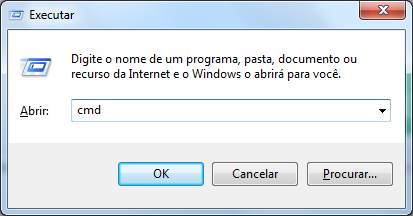 Executar
Digite o nome de um programa, pasta, documento ou
recurso da Internet e o Windows o abrirá para você.
Abrir: cmd
OK Cancelar Procurar...